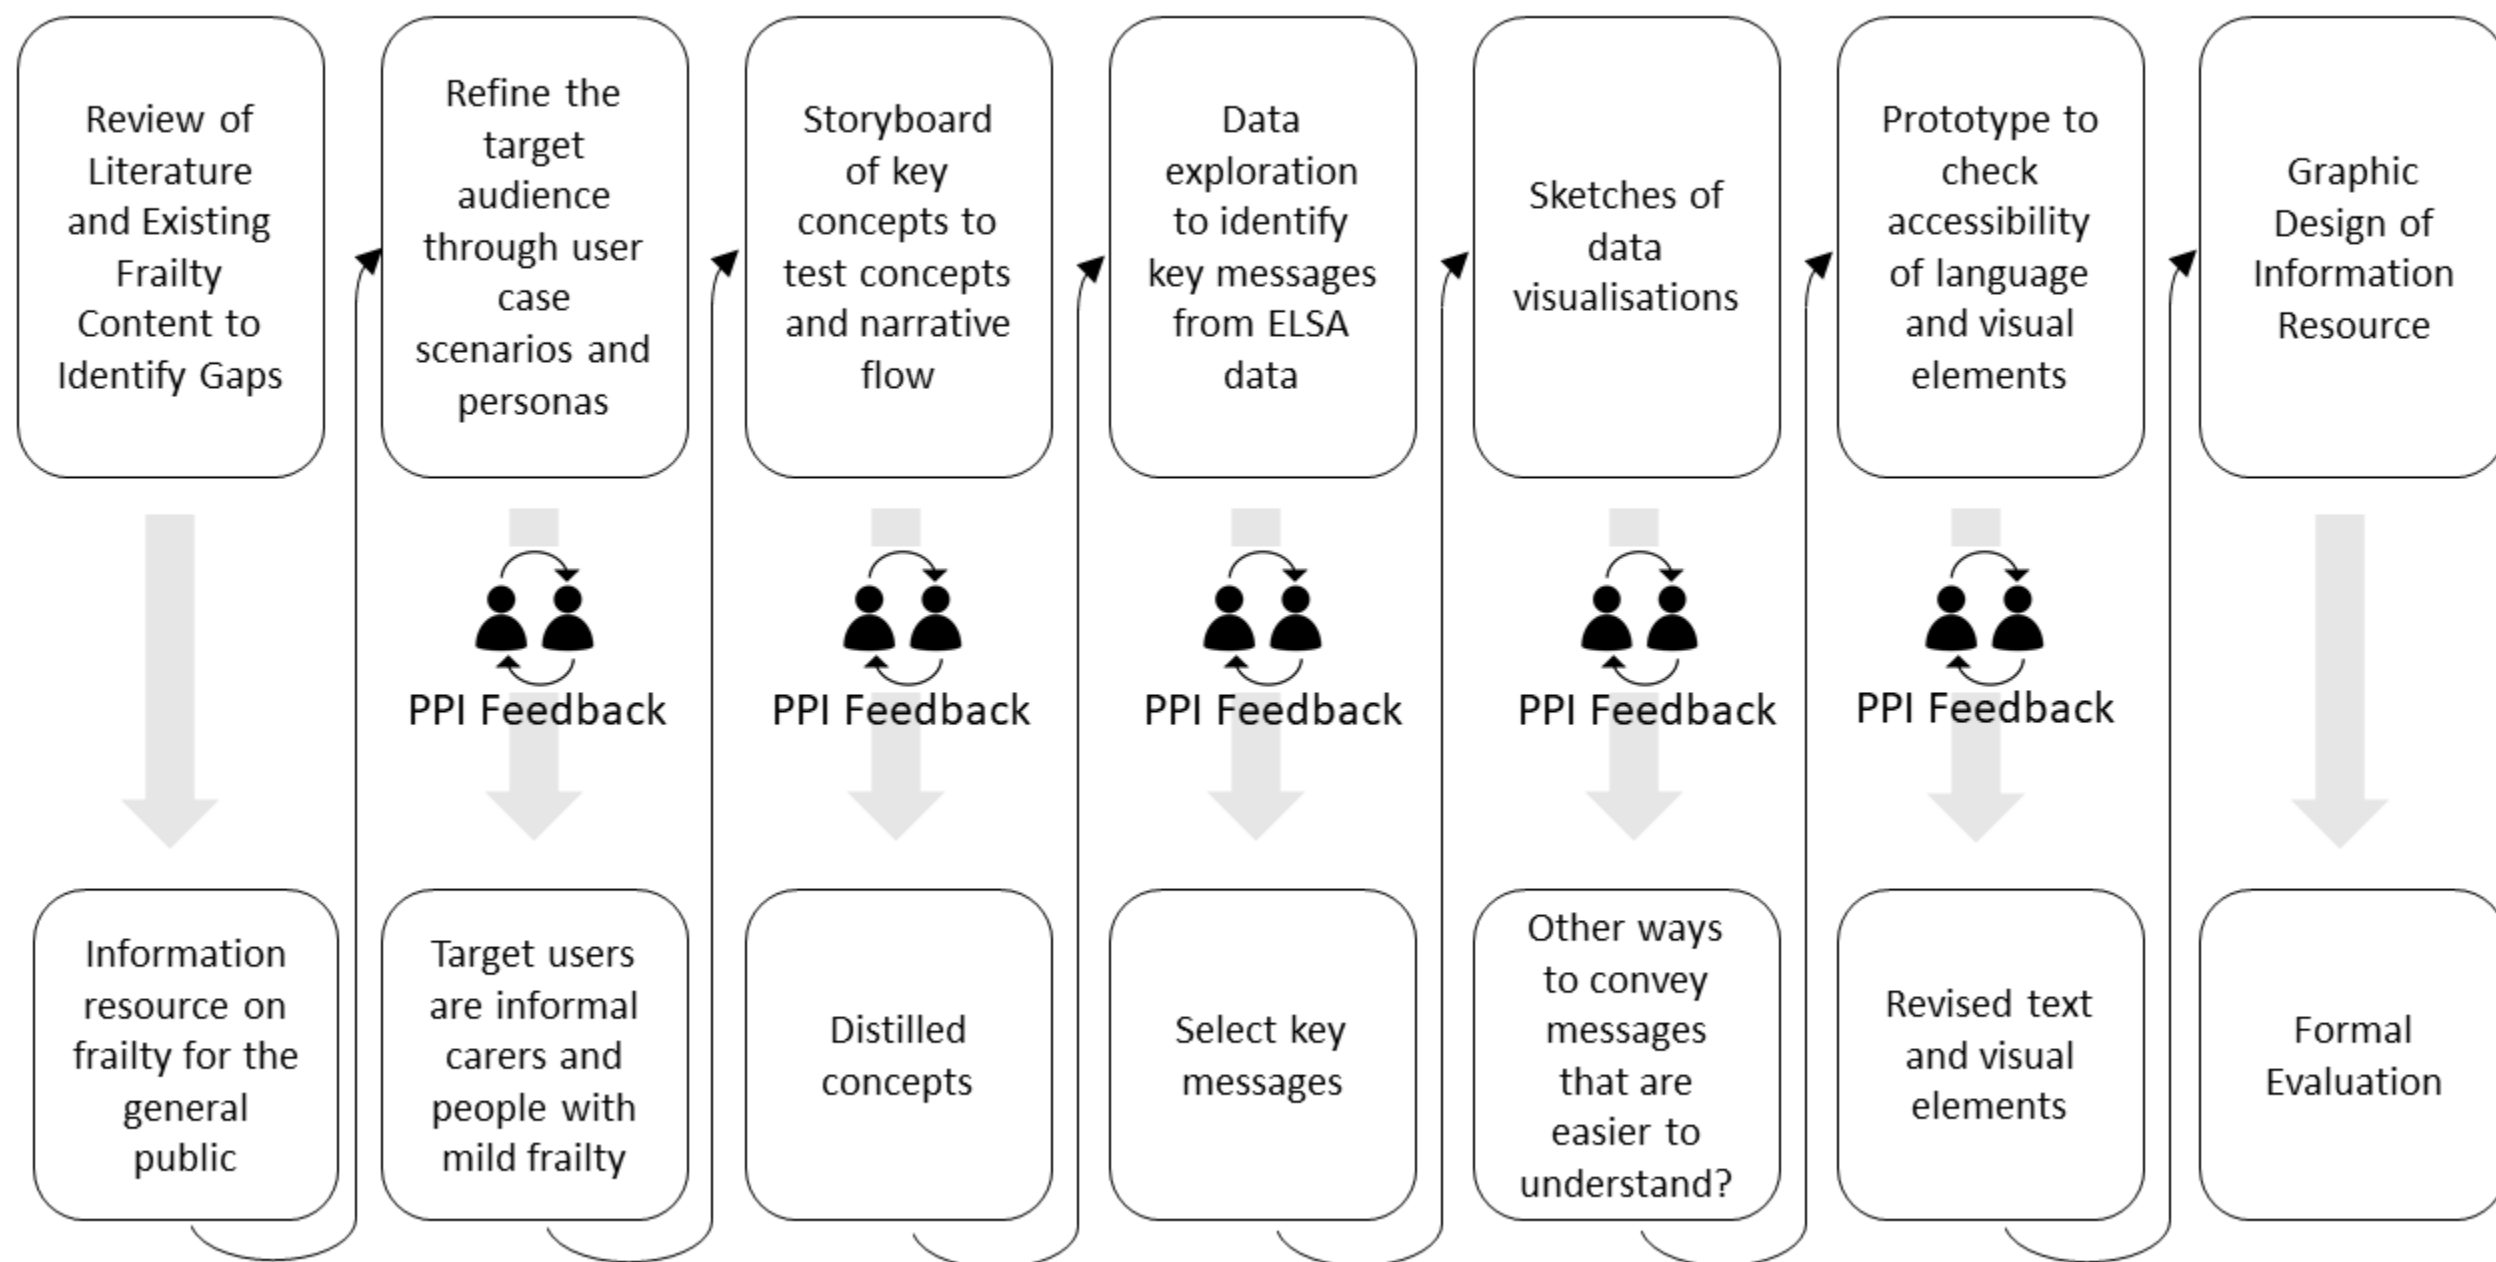 Review of
Literature
and Existing
Frailty
Content to
Identify Gaps
Refine the
target
audience
through user
case
scenarios and
personas
Storyboard
of key
concepts to
test concepts
and narrative
flow
Data
exploration
to identify
key messages
from ELSA
data
Sketches of
data
visualisations
Prototype to
check
accessibility
of language
and visual
elements
Graphic
Design of
Information
Resource
PPI Feedback
PPI Feedback
PPI Feedback
PPI Feedback
PPI Feedback
Information
resource on
frailty for the
general
public
Target users
are informal
carers and
people with
mild frailty
Distilled
concepts
Select key
messages
Other ways
to convey
messages
that are
easier to
understand?
Revised text
and visual
elements
Formal
Evaluation